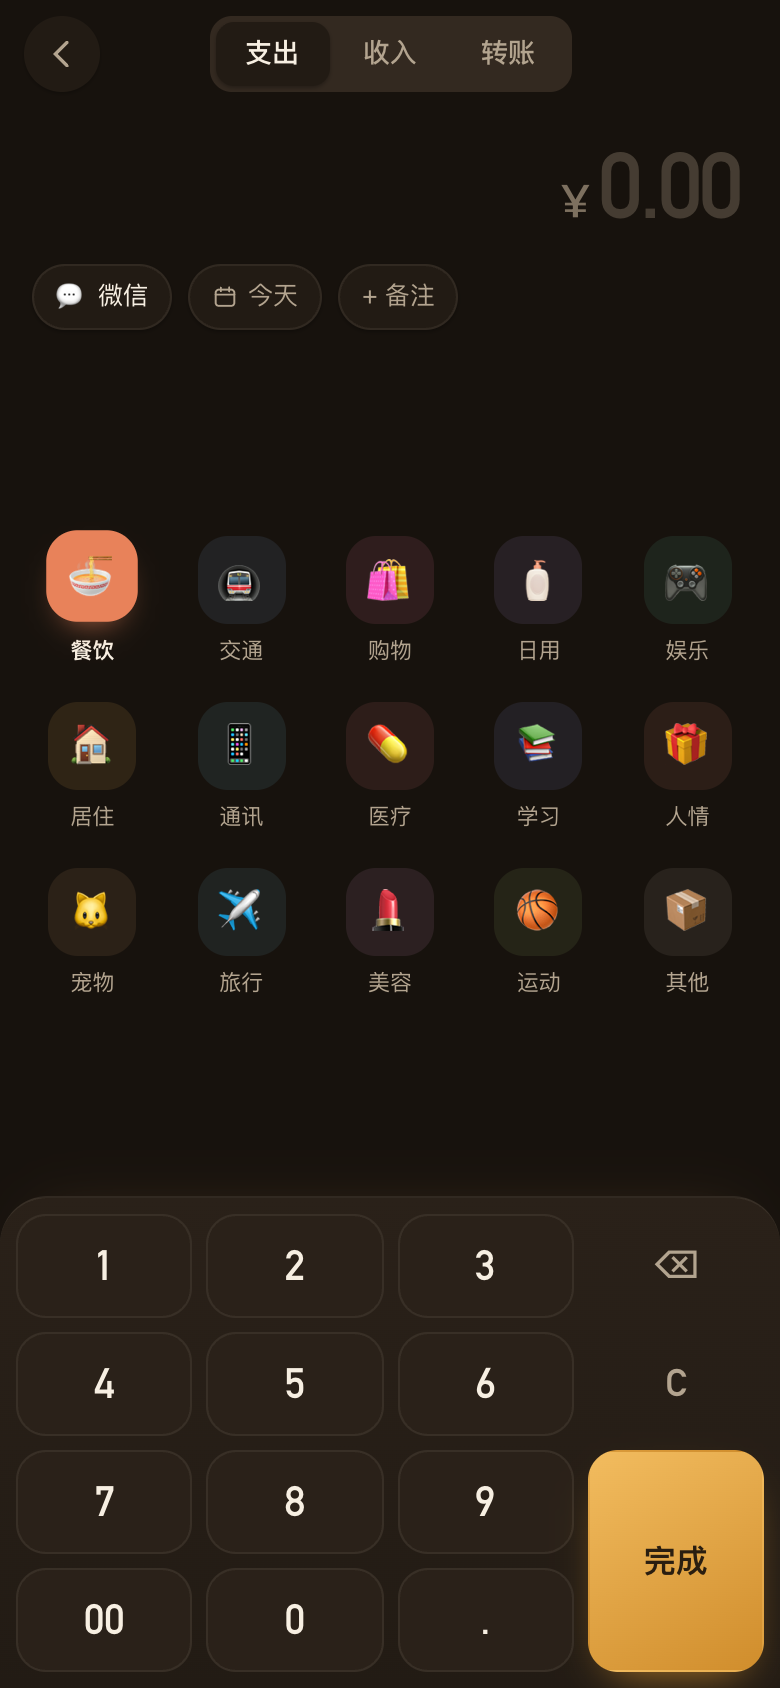 支出 收入 转账
¥0.00
微信 今天 + 备注
餐饮 交通 购物 日用 娱乐
居住 通讯 医疗 学习 人情
宠物 旅行 美容 运动 其他
1 2 3
4 5 6 C
7 8 9
完成
00 0 .